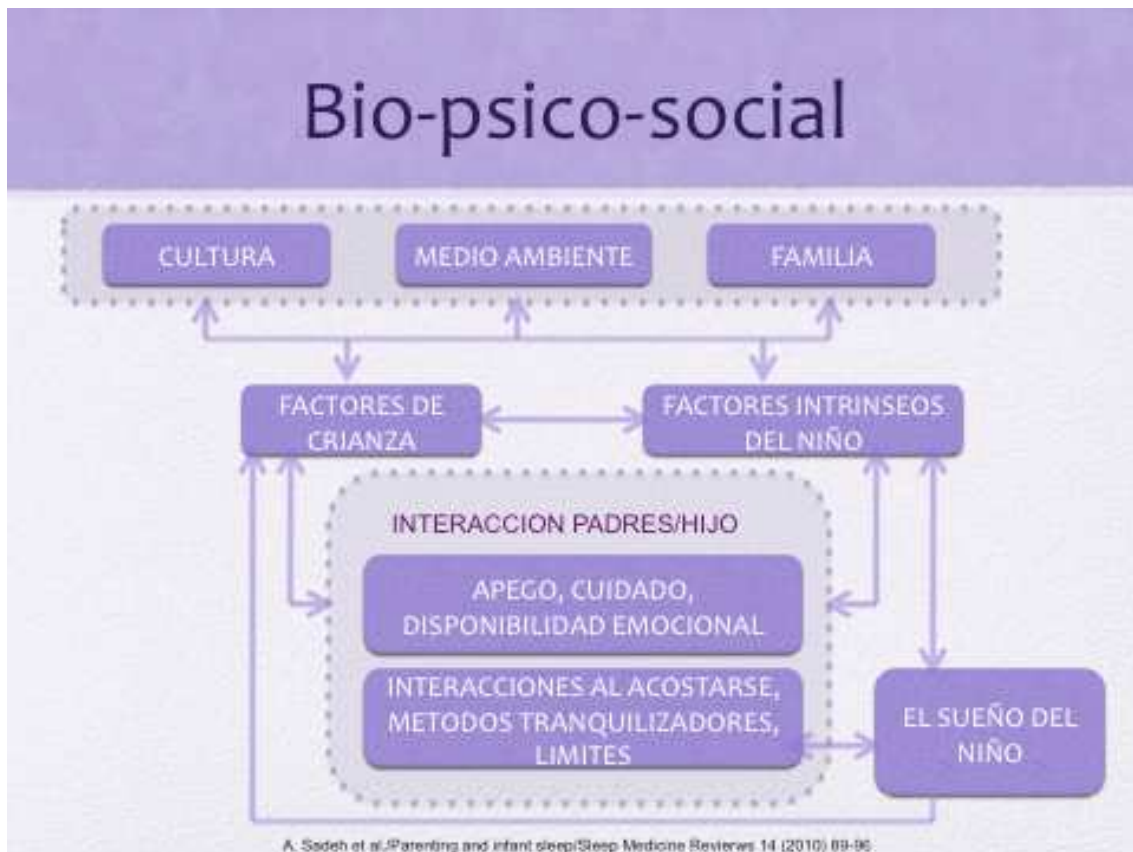 Bio-psico-social
CULTURA
MEDIO AMBIENTE
FAMILIA
FACTORES DE
CRIANZA
FACTORES INTRINSEOS
DEL NIÑO
INTERACCION PADRES/HIJO
APEGO, CUIDADO,
DISPONIBILIDAD EMOCIONAL
INTERACCIONES AL ACOSTARSE,
METODOS TRANQUILIZADORES,
LIMITES
EL SUEÑO DEL
NIÑO
A. Sadeh et al./Parenting and infant sleep/Sleep Medicine Reviews 14 (2010) 89-96